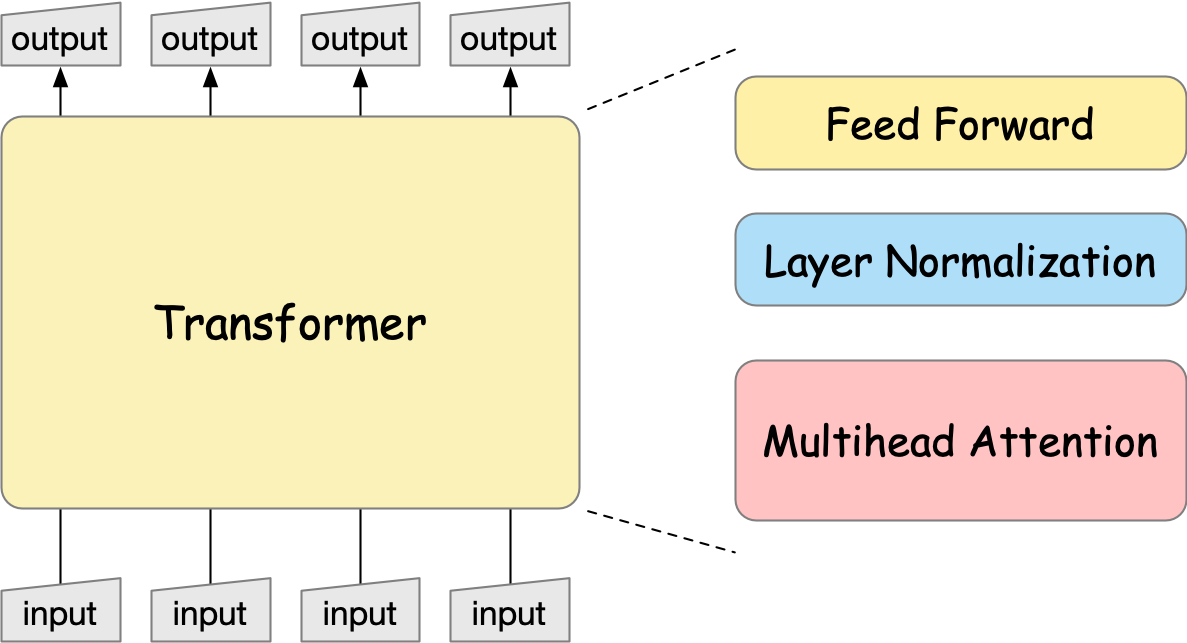 output
output
output
output
Transformer
input
input
input
input
Feed Forward
Layer Normalization
Multihead Attention